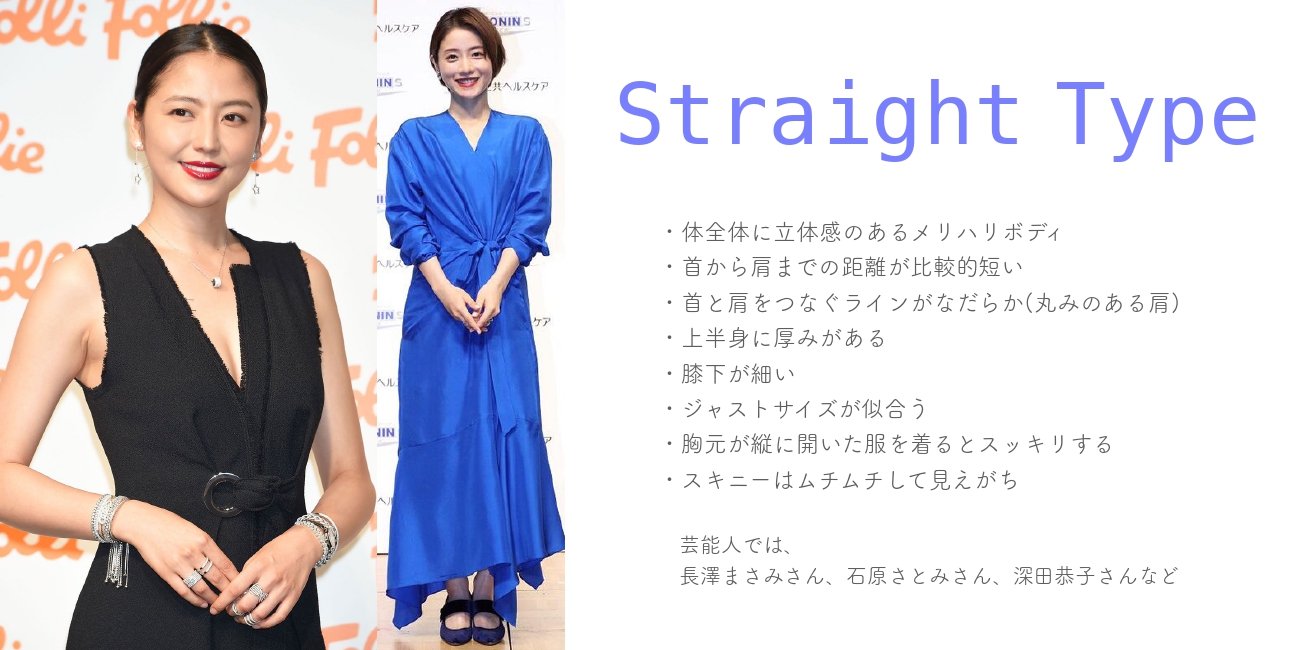 Folli Follie
ONIN S
ヘルスケア
共ヘルスケア
Straight Type
・体全体に立体感のあるメリハリボディ
・首から肩までの距離が比較的短い
・首と肩をつなぐラインがなだらか(丸みのある肩)
・上半身に厚みがある
・膝下が細い
・ジャストサイズが似合う
・胸元が縦に開いた服を着るとスッキリする
・スキニーはムチムチして見えがち
芸能人では、
長澤まさみさん、石原さとみさん、深田恭子さんなど